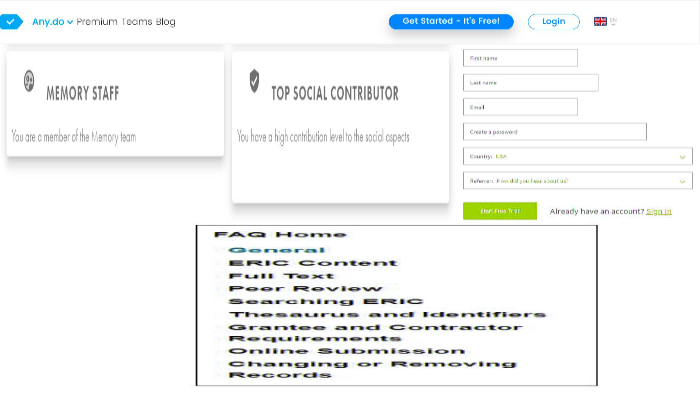 Any.do Premium Teams Blog Get Started - It's Free! Login EN
MEMORY STAFF
You are a member of the Memory team
TOP SOCIAL CONTRIBUTOR
You have a high contribution level to the social aspects
First name
Last name
Email
Create a password
Country: USA
Referrer: How did you hear about us?
Start Free Trial Already have an account? Sign in
FAQ Home
General
ERIC Content
Full Text
Peer Review
Searching ERIC
Thesaurus and Identifiers
Grantee and Contractor
Requirements
Online Submission
Changing or Removing
Records